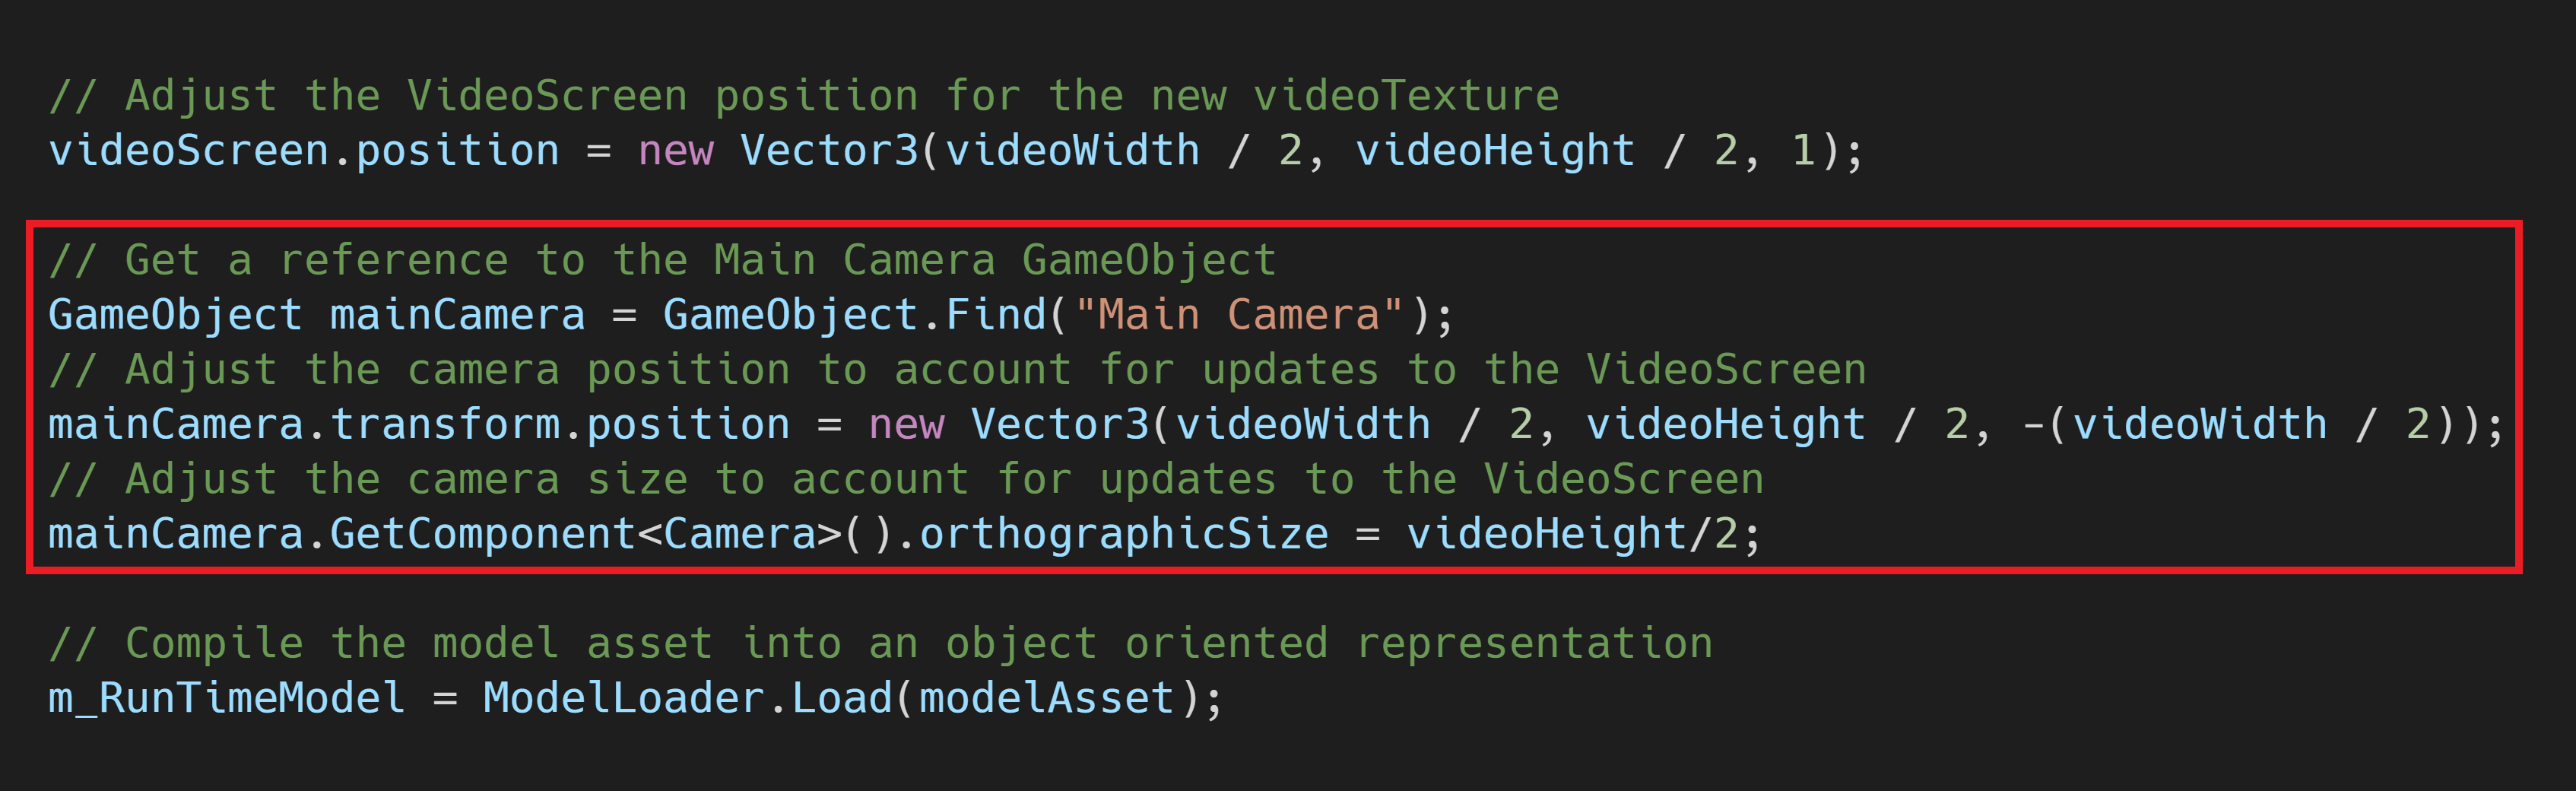 // Adjust the VideoScreen position for the new videoTexture
videoScreen.position = new Vector3(videoWidth / 2, videoHeight / 2, 1);
// Get a reference to the Main Camera GameObject
GameObject mainCamera = GameObject.Find("Main Camera");
// Adjust the camera position to account for updates to the VideoScreen
mainCamera.transform.position = new Vector3(videoWidth / 2, videoHeight / 2, -(videoWidth / 2));
// Adjust the camera size to account for updates to the VideoScreen
mainCamera.GetComponent<Camera>().orthographicSize = videoHeight/2;
// Compile the model asset into an object oriented representation
m_RunTimeModel = ModelLoader.Load(modelAsset);